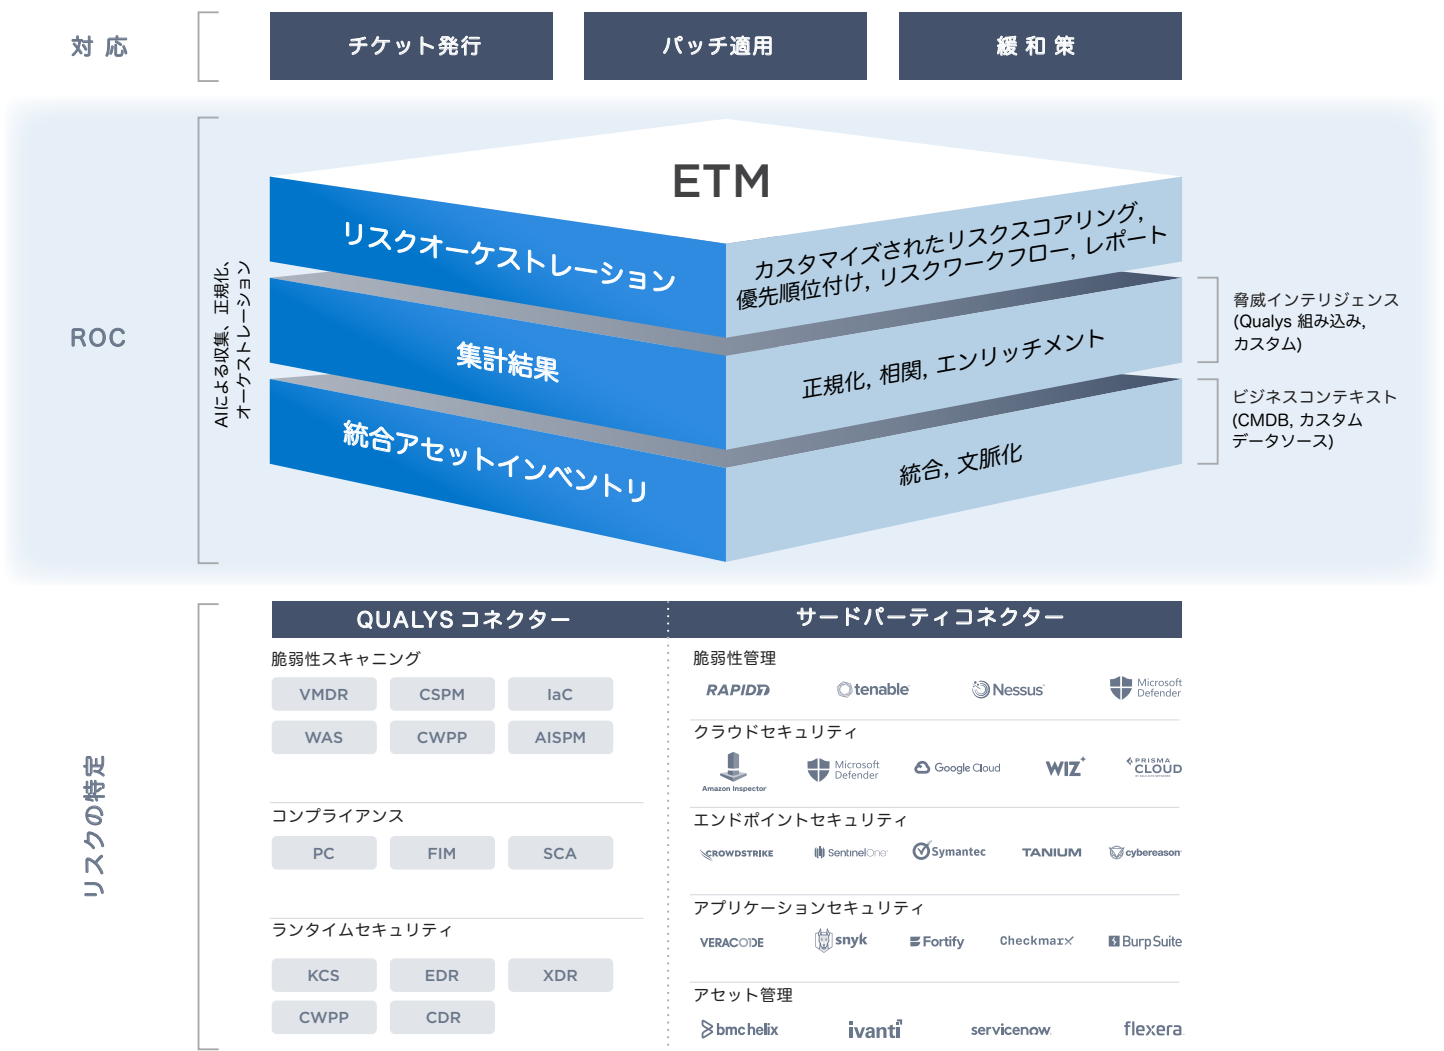 対応
チケット発行
パッチ適用
緩和策
ROC
AIによる収集、正規化、
オーケストレーション
ETM
リスクオーケストレーション
カスタマイズされたリスクスコアリング,
優先順位付け, リスクワークフロー, レポート
集計結果
正規化, 相関, エンリッチメント
脅威インテリジェンス
(Qualys 組み込み,
カスタム)
統合アセットインベントリ
統合, 文脈化
ビジネスコンテキスト
(CMDB, カスタム
データソース)
リスクの特定
QUALYS コネクター
脆弱性スキャニング
VMDR
CSPM
IaC
WAS
CWPP
AISPM
コンプライアンス
PC
FIM
SCA
ランタイムセキュリティ
KCS
EDR
XDR
CWPP
CDR
サードパーティコネクター
脆弱性管理
RAPID7
tenable
Nessus
Microsoft
Defender
クラウドセキュリティ
Amazon Inspector
Microsoft
Defender
Google Cloud
WIZ
PRISMA
CLOUD
エンドポイントセキュリティ
CROWDSTRIKE
SentinelOne
Symantec
TANIUM
cybereason
アプリケーションセキュリティ
VERACODE
snyk
Fortify
Checkmarx
BurpSuite
アセット管理
bmc helix
ivanti
servicenow
flexera